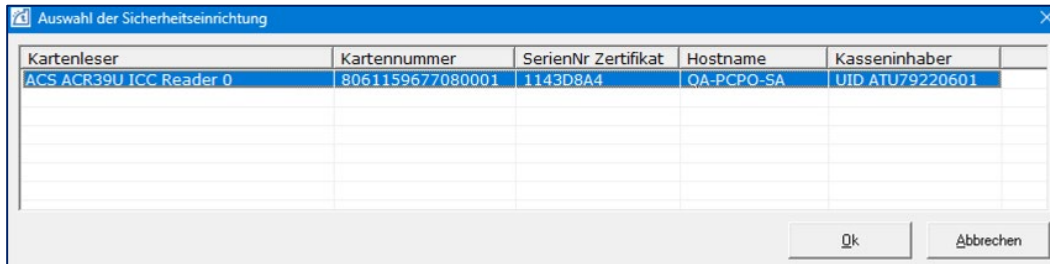 Auswahl der Sicherheitseinrichtung
Kartenleser Kartennummer SerienNr Zertifikat Hostname Kasseninhaber
ACS ACR39U ICC Reader 0 8061159677080001 1143D8A4 QA-PCPO-SA UID ATU79220601
Ok Abbrechen